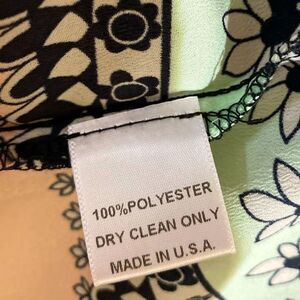 100%POLYESTER
DRY CLEAN ONLY
MADE IN U.S.A.